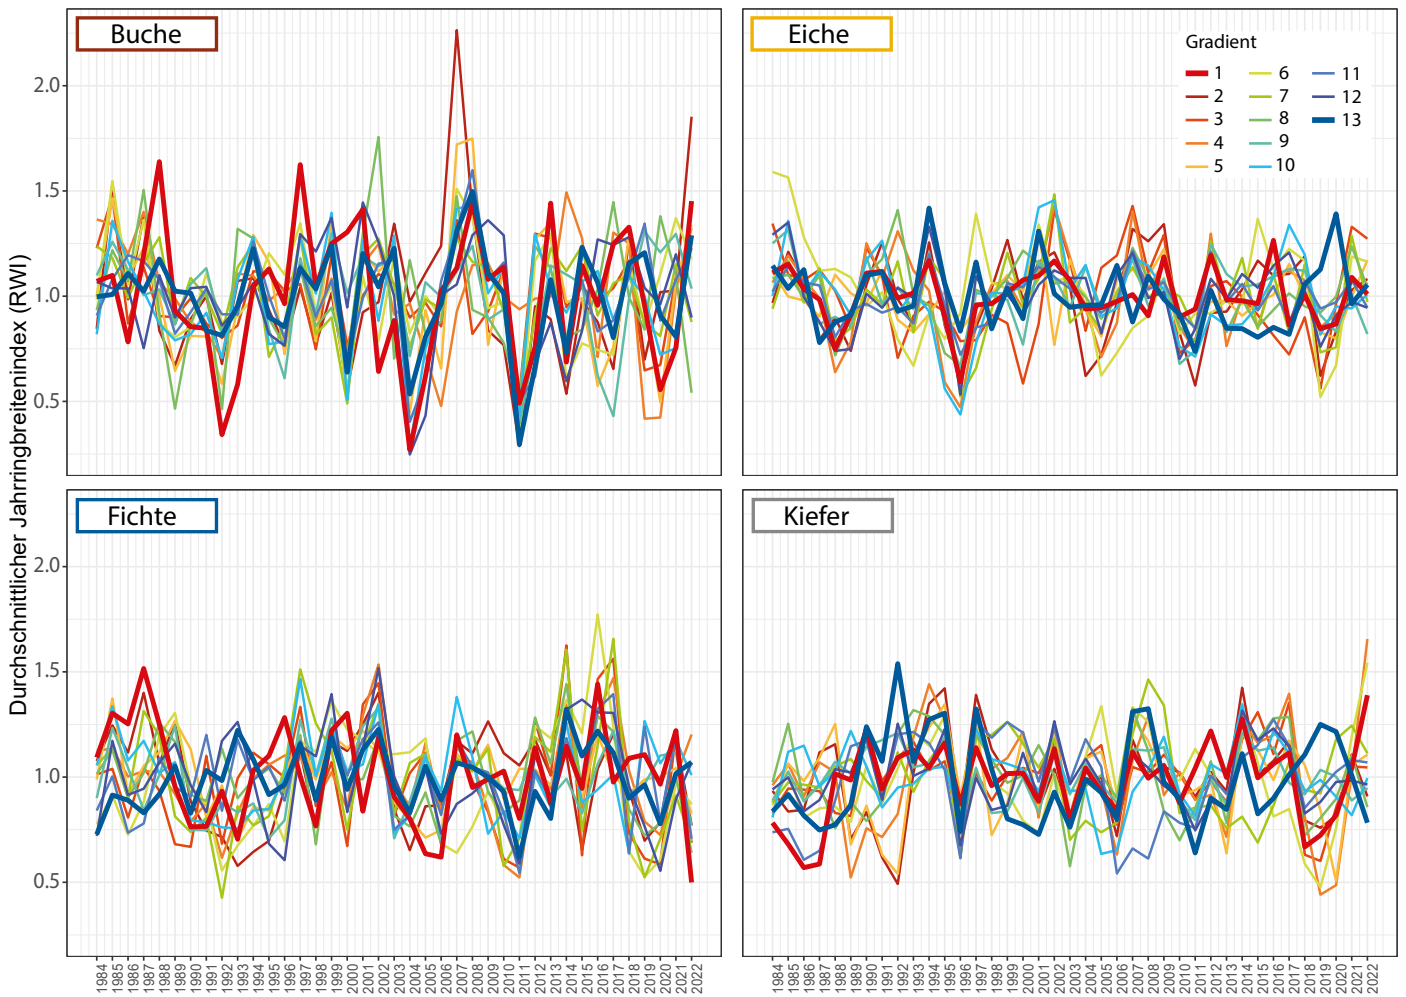 Durchschnittlicher Jahrringbreitenindex (RWI)
Buche
Eiche
Gradient
1 6 11
2 7 12
3 8 13
4 9
5 10
2.0
1.5
1.0
0.5
Fichte
Kiefer
2.0
1.5
1.0
0.5
1984 1985 1986 1987 1988 1989 1990 1991 1992 1993 1994 1995 1996 1997 1998 1999 2000 2001 2002 2003 2004 2005 2006 2007 2008 2009 2010 2011 2012 2013 2014 2015 2016 2017 2018 2019 2020 2021 2022
1984 1985 1986 1987 1988 1989 1990 1991 1992 1993 1994 1995 1996 1997 1998 1999 2000 2001 2002 2003 2004 2005 2006 2007 2008 2009 2010 2011 2012 2013 2014 2015 2016 2017 2018 2019 2020 2021 2022